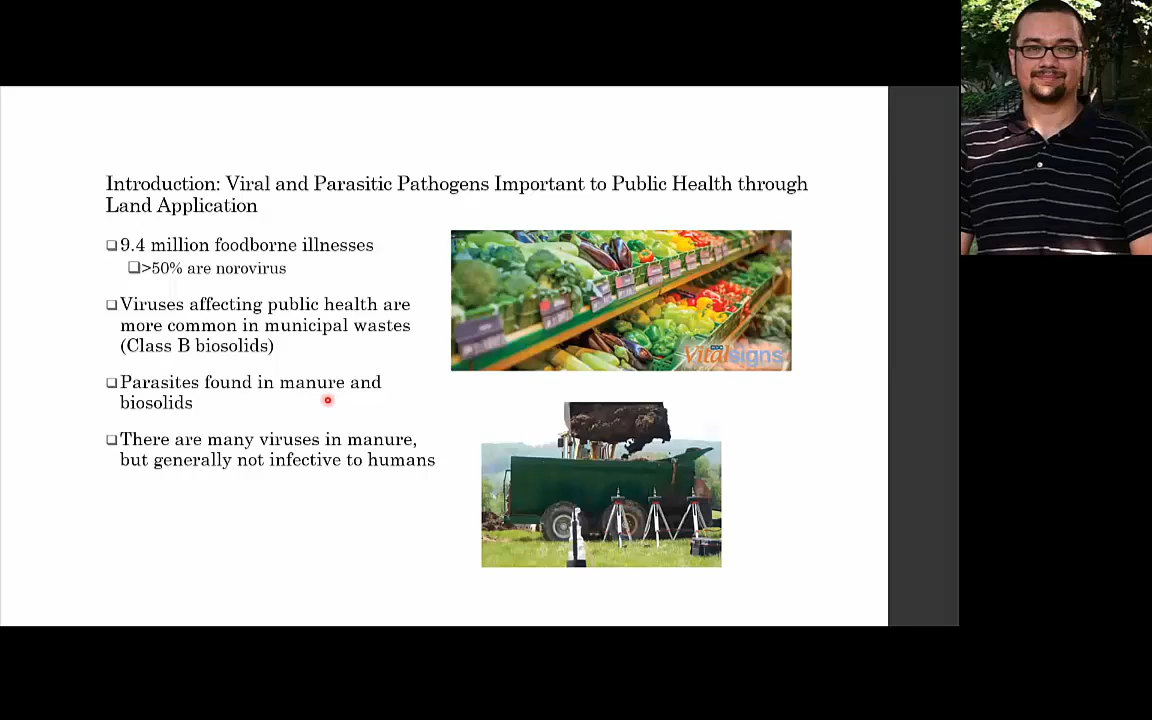 Introduction: Viral and Parasitic Pathogens Important to Public Health through
Land Application
9.4 million foodborne illnesses
>50% are norovirus
Viruses affecting public health are
more common in municipal wastes
(Class B biosolids)
Parasites found in manure and
biosolids
There are many viruses in manure,
but generally not infective to humans
Vitalsigns